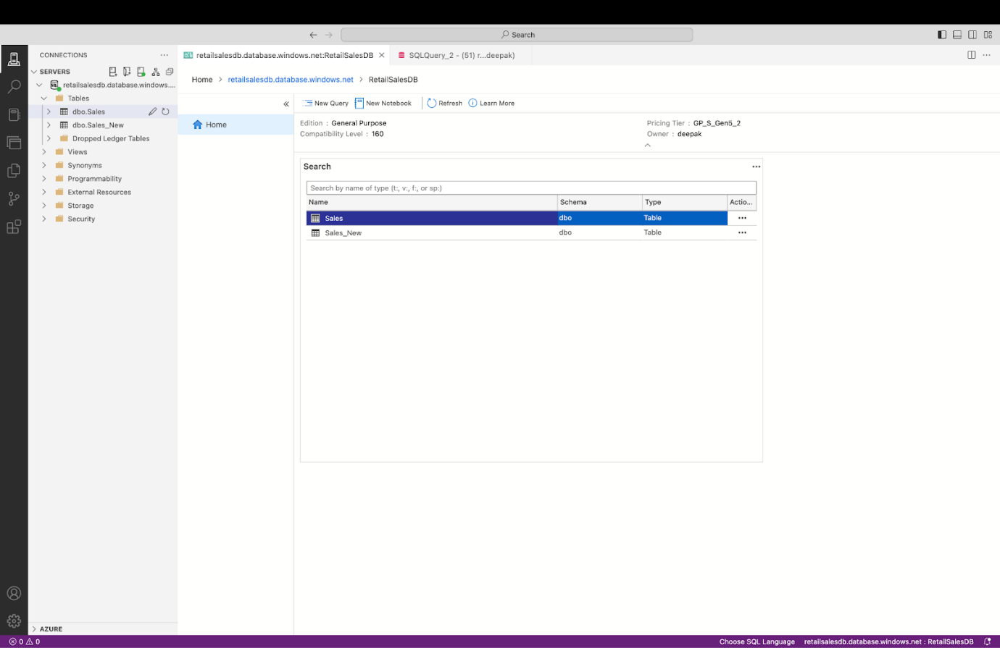 Search
CONNECTIONS
SERVERS
retailsalesdb.database.windows....
Tables
dbo.Sales
dbo.Sales_New
Dropped Ledger Tables
Views
Synonyms
Programmability
External Resources
Storage
Security
AZURE
retailsalesdb.database.windows.net:RetailSalesDB
SQLQuery_2 - (51) r...deepak)
Home > retailsalesdb.database.windows.net > RetailSalesDB
Home
New Query New Notebook Refresh Learn More
Edition : General Purpose Pricing Tier : GP_S_Gen5_2
Compatibility Level : 160 Owner : deepak
Search
Search by name of type (t:, v:, f:, or sp:)
Name Schema Type Actio...
Sales dbo Table
Sales_New dbo Table
0 0 Choose SQL Language retailsalesdb.database.windows.net : RetailSalesDB